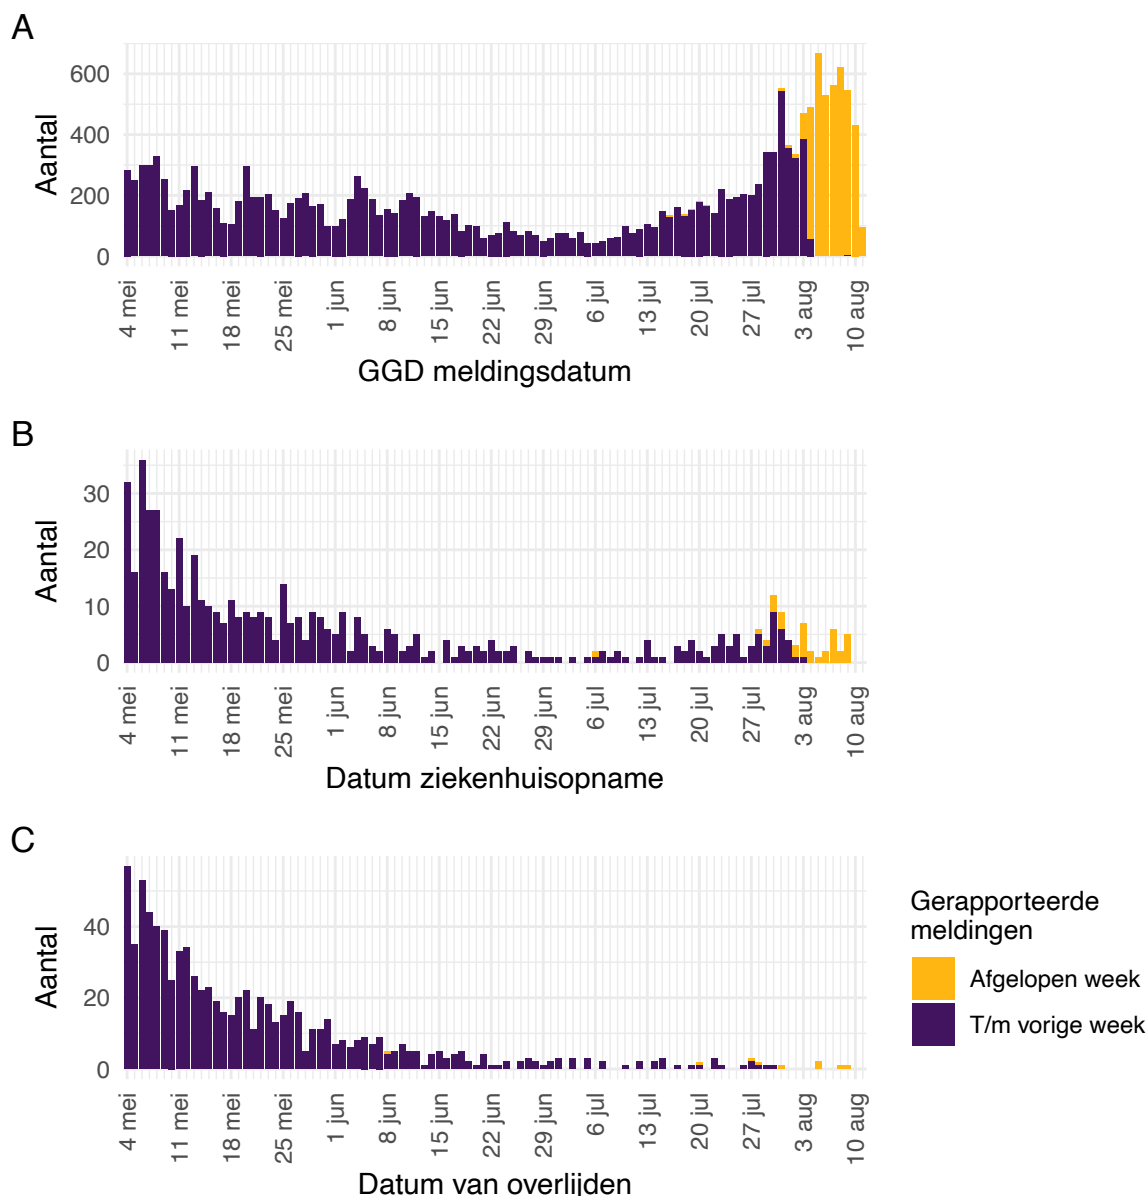 A
Aantal
600
400
200
0
4 mei
11 mei
18 mei
25 mei
1 jun
8 jun
15 jun
22 jun
29 jun
6 jul
13 jul
20 jul
27 jul
3 aug
10 aug
GGD meldingsdatum
B
Aantal
30
20
10
0
4 mei
11 mei
18 mei
25 mei
1 jun
8 jun
15 jun
22 jun
29 jun
6 jul
13 jul
20 jul
27 jul
3 aug
10 aug
Datum ziekenhuisopname
C
Aantal
40
20
0
4 mei
11 mei
18 mei
25 mei
1 jun
8 jun
15 jun
22 jun
29 jun
6 jul
13 jul
20 jul
27 jul
3 aug
10 aug
Datum van overlijden
Gerapporteerde
meldingen
Afgelopen week
T/m vorige week